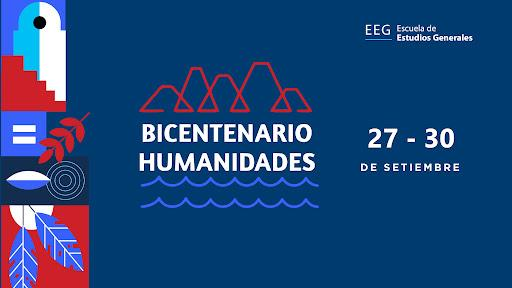 EEG
Escuela de
Estudios Generales
BICENTENARIO
HUMANIDADES
27 - 30
DE SETIEMBRE